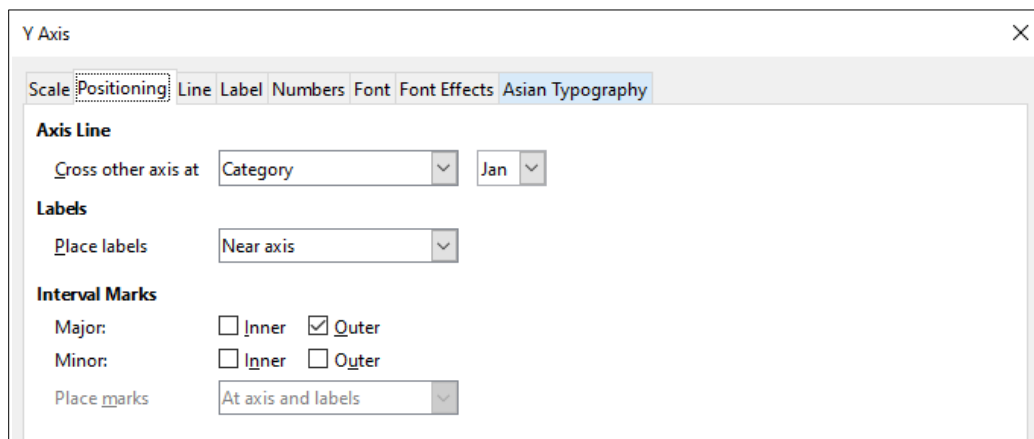 Y Axis
Scale Positioning Line Label Numbers Font Font Effects Asian Typography
Axis Line
Cross other axis at Category Jan
Labels
Place labels Near axis
Interval Marks
Major: Inner Outer
Minor: Inner Outer
Place marks At axis and labels